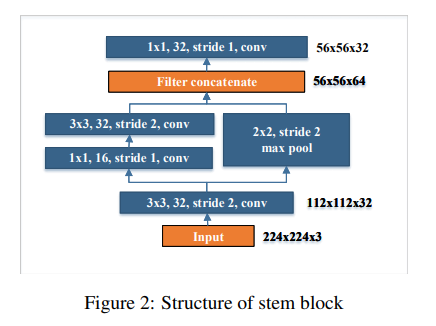 1x1, 32, stride 1, conv 56x56x32
Filter concatenate 56x56x64
3x3, 32, stride 2, conv
1x1, 16, stride 1, conv
2x2, stride 2
max pool
3x3, 32, stride 2, conv 112x112x32
Input 224x224x3
Figure 2: Structure of stem block